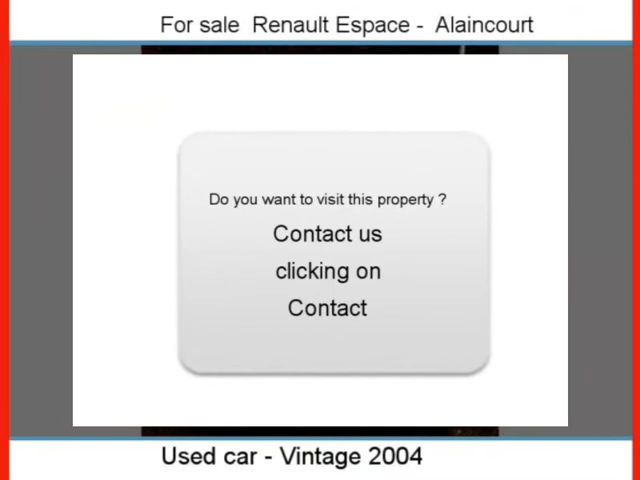 For sale Renault Espace - Alaincourt
Do you want to visit this property ?
Contact us
clicking on
Contact
Used car - Vintage 2004